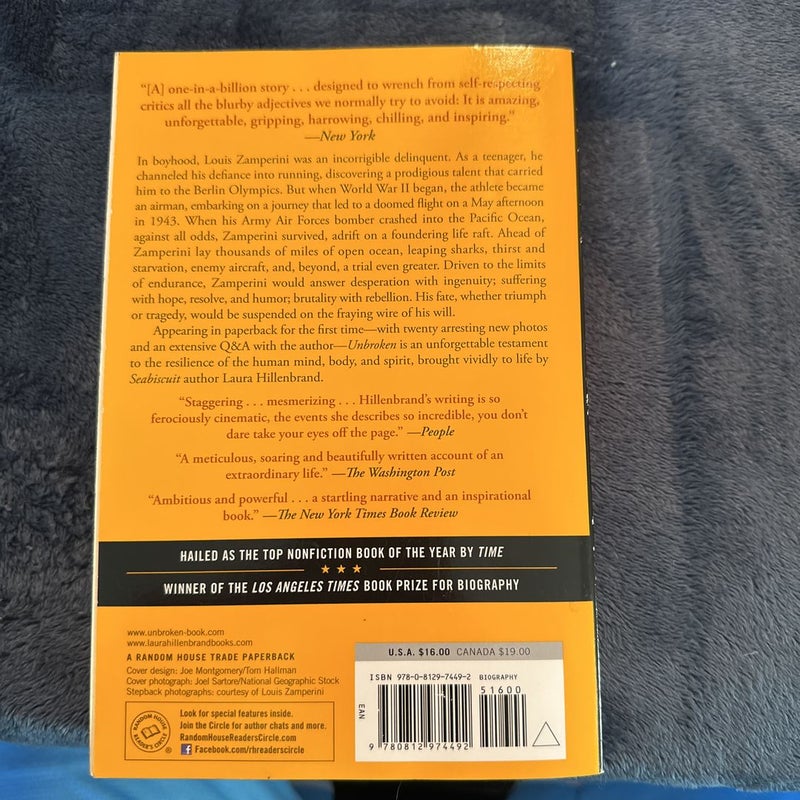 “[A] one-in-a-billion story . . . designed to wrench from self-respecting
critics all the blurby adjectives we normally try to avoid: It is amazing,
unforgettable, gripping, harrowing, chilling, and inspiring.”
—New York
In boyhood, Louis Zamperini was an incorrigible delinquent. As a teenager, he
channeled his defiance into running, discovering a prodigious talent that carried
him to the Berlin Olympics. But when World War II began, the athlete became
an airman, embarking on a journey that led to a doomed flight on a May afternoon
in 1943. When his Army Air Forces bomber crashed into the Pacific Ocean,
against all odds, Zamperini survived, adrift on a foundering life raft. Ahead of
Zamperini lay thousands of miles of open ocean, leaping sharks, thirst and
starvation, enemy aircraft, and, beyond, a trial even greater. Driven to the limits
of endurance, Zamperini would answer desperation with ingenuity; suffering
with hope, resolve, and humor; brutality with rebellion. His fate, whether triumph
or tragedy, would be suspended on the fraying wire of his will.
Appearing in paperback for the first time—with twenty arresting new photos
and an extensive Q&A with the author—Unbroken is an unforgettable testament
to the resilience of the human mind, body, and spirit, brought vividly to life by
Seabiscuit author Laura Hillenbrand.
“Staggering . . . mesmerizing . . . Hillenbrand’s writing is so
ferociously cinematic, the events she describes so incredible, you don’t
dare take your eyes off the page.” —People
“A meticulous, soaring and beautifully written account of an
extraordinary life.” —The Washington Post
“Ambitious and powerful . . . a startling narrative and an inspirational
book.” —The New York Times Book Review
HAILED AS THE TOP NONFICTION BOOK OF THE YEAR BY TIME
WINNER OF THE LOS ANGELES TIMES BOOK PRIZE FOR BIOGRAPHY
www.unbroken-book.com
www.laurahillenbrandbooks.com
A RANDOM HOUSE TRADE PAPERBACK
Cover design: Joe Montgomery/Tom Hallman
Cover photograph: Joel Sartore/National Geographic Stock
Stepback photographs: courtesy of Louis Zamperini
RANDOM HOUSE READER'S CIRCLE ®
Look for special features inside.
Join the Circle for author chats and more.
RandomHouseReadersCircle.com
f Facebook.com/rhreaderscircle
U.S.A. $16.00 CANADA $19.00
ISBN 978-0-8129-7449-2 BIOGRAPHY
51600
EAN
9 780812 974492